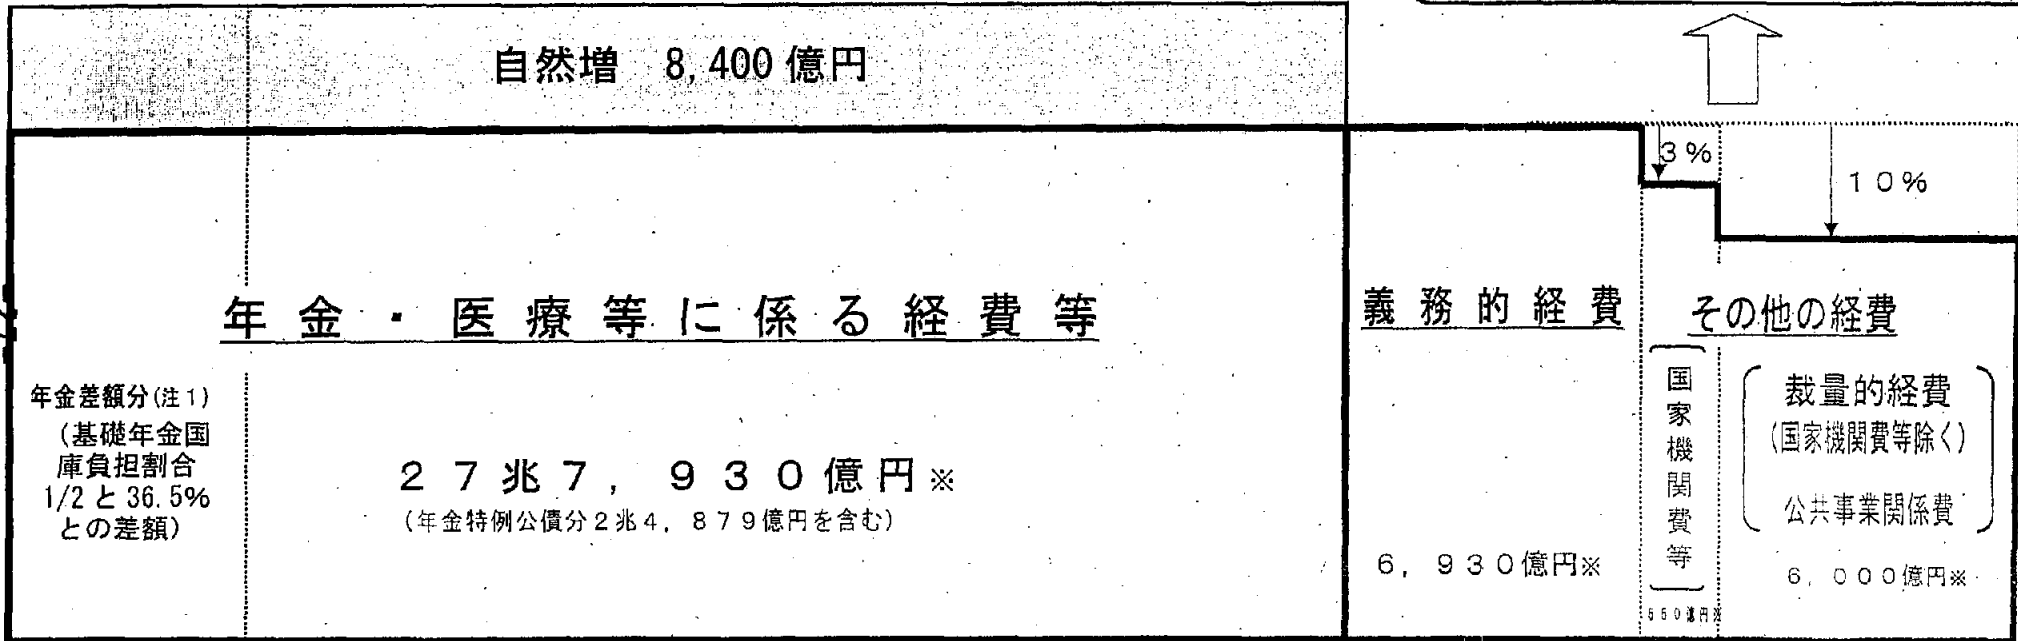 自然増 8,400億円
3%
10%
年金・医療等に係る経費等
義務的経費
その他の経費
年金差額分(注1)
(基礎年金国
庫負担割合
1/2と36.5%
との差額)
27兆7,930億円※
(年金特例公債分2兆4,879億円を含む)
6,930億円※
国家機関費等
裁量的経費
(国家機関費等除く)
公共事業関係費
6,000億円※